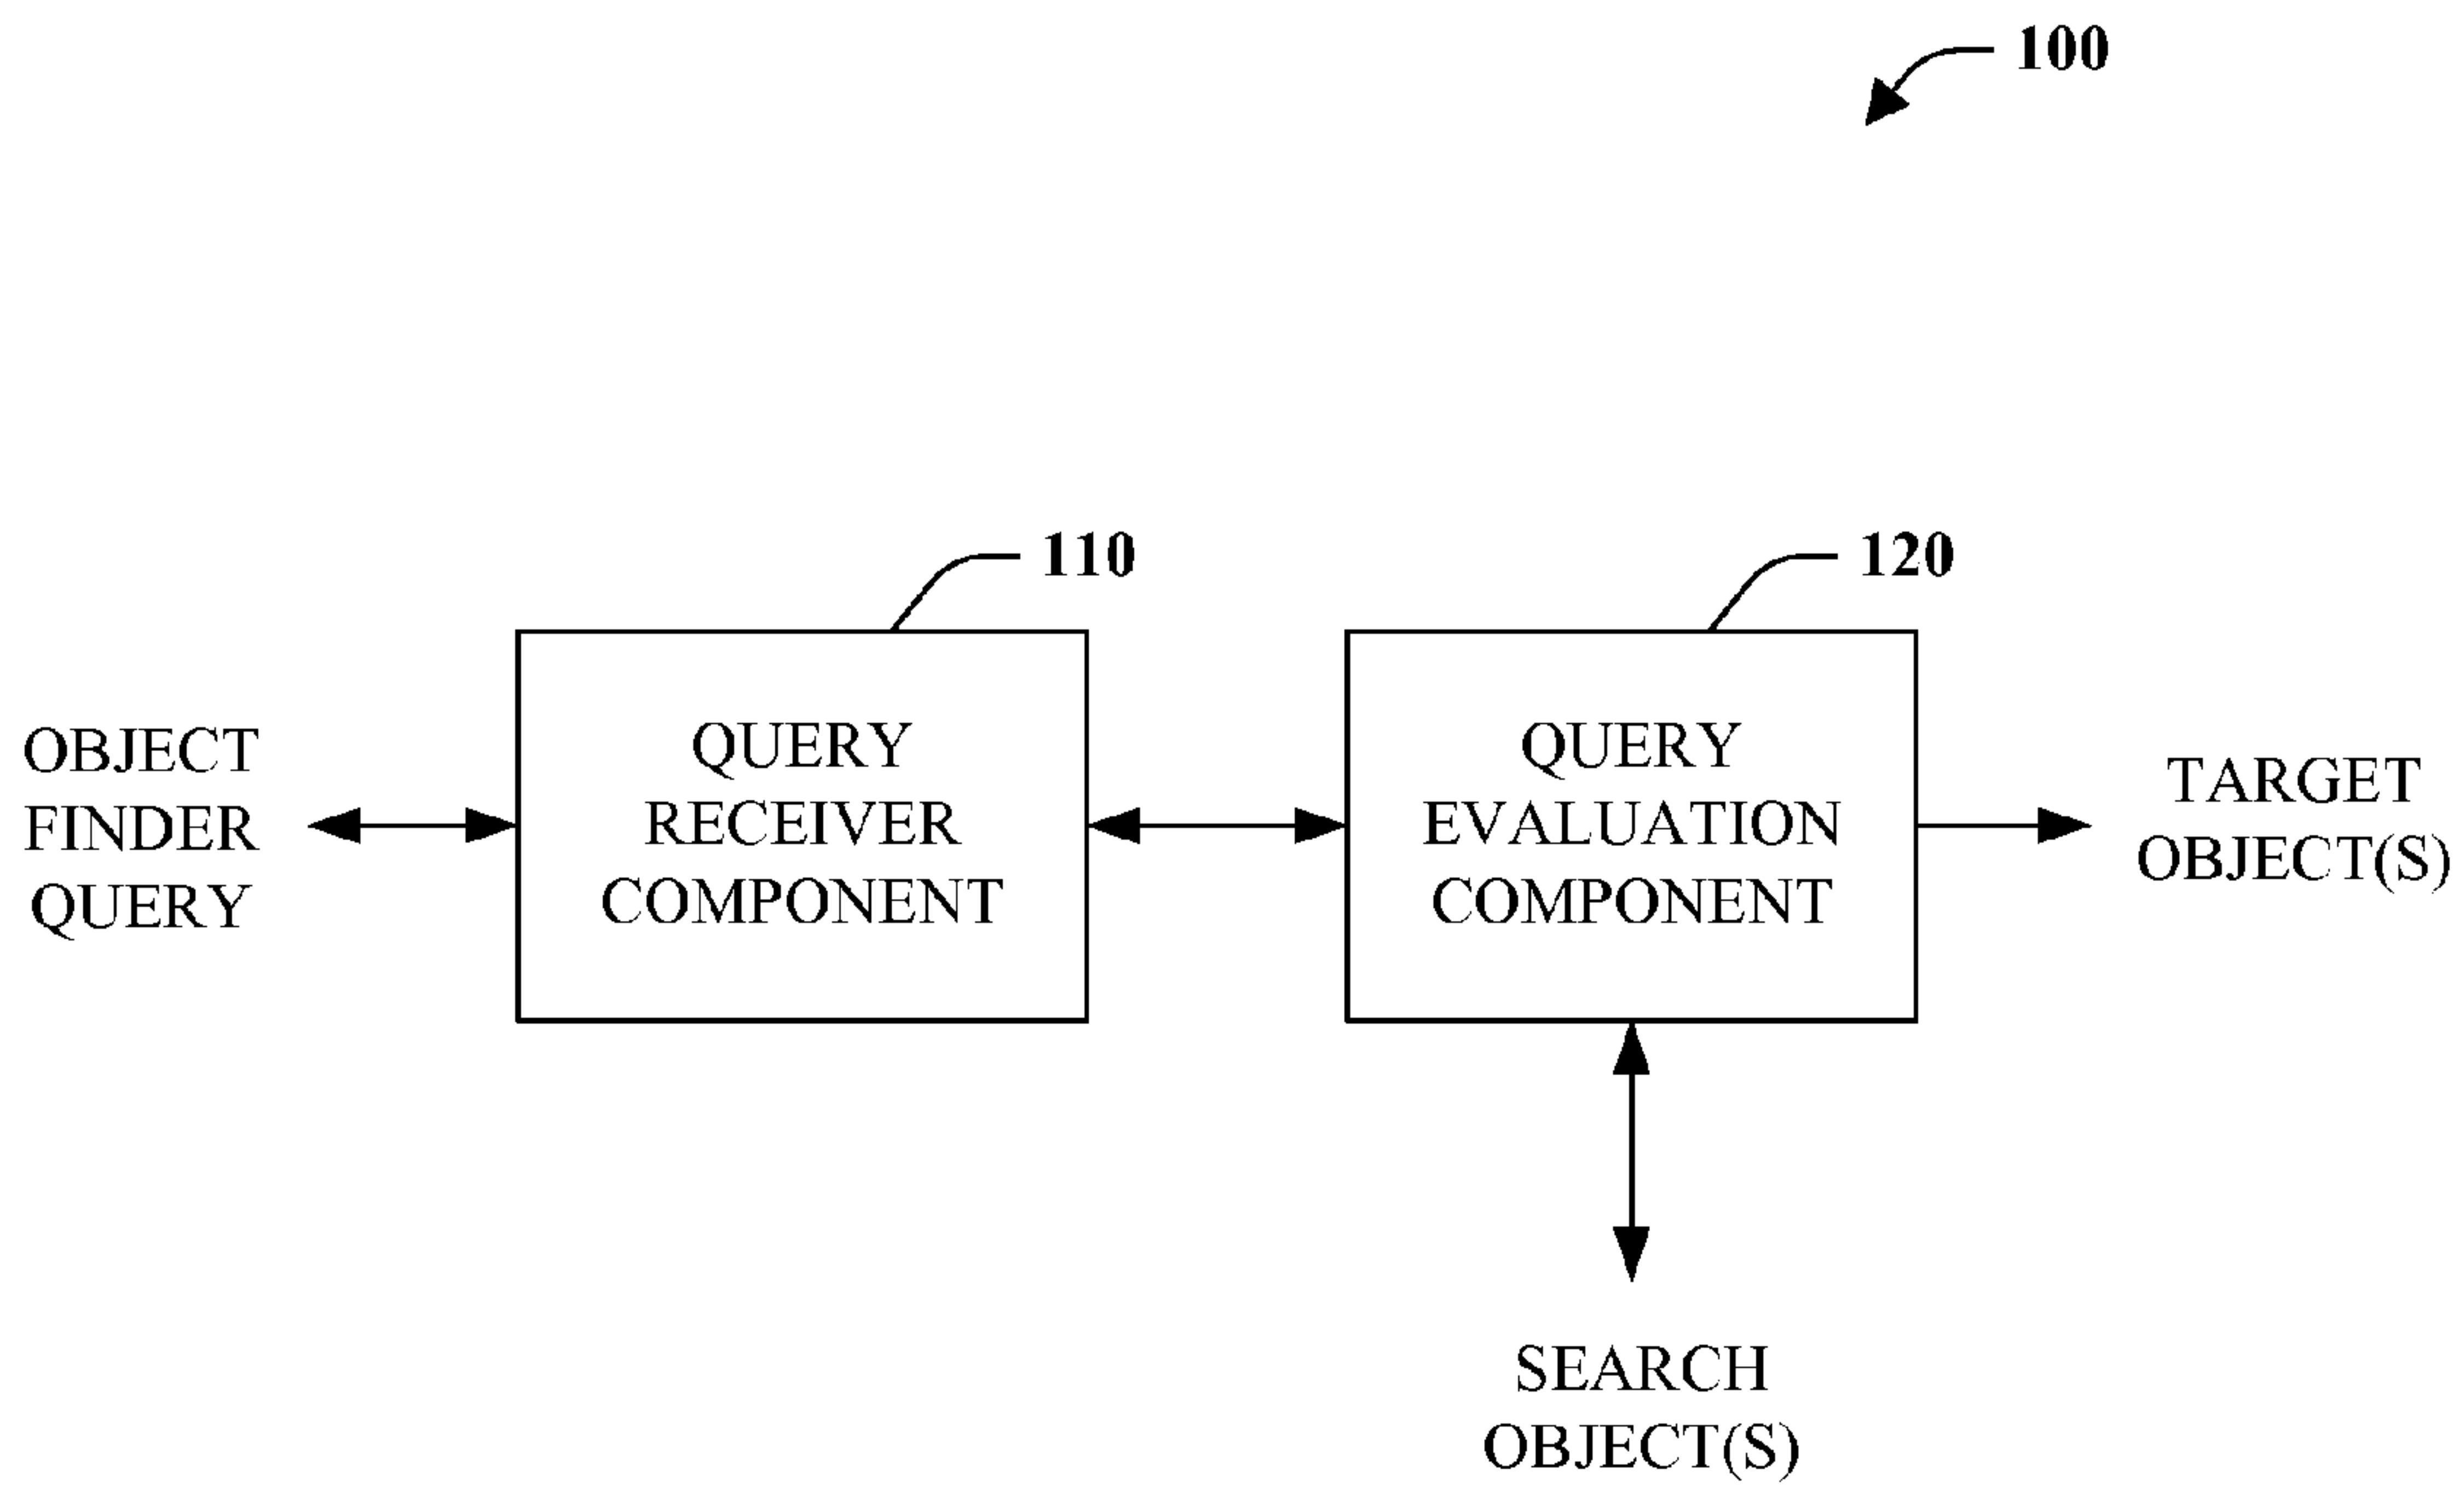 100
110
120
OBJECT
FINDER
QUERY
QUERY
RECEIVER
COMPONENT
QUERY
EVALUATION
COMPONENT
TARGET
OBJECT(S)
SEARCH
OBJECT(S)